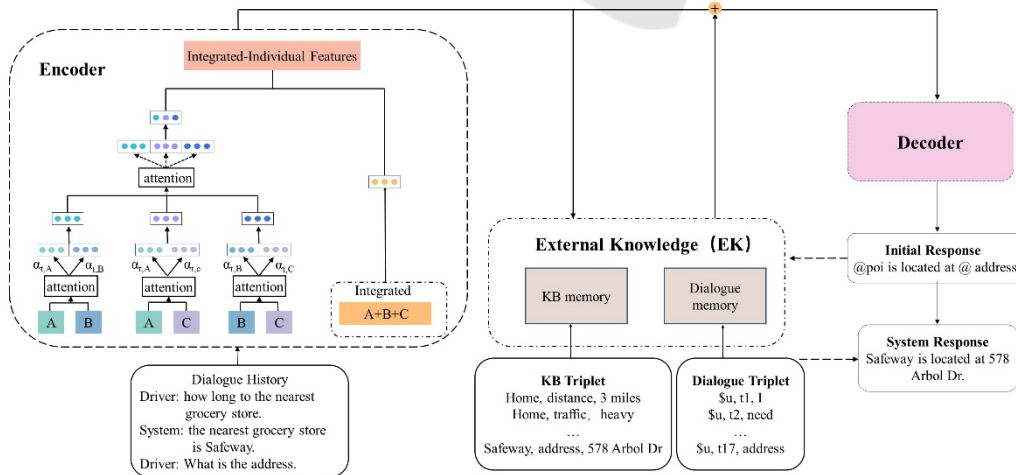 +
Integrated-Individual Features
Encoder
attention
Decoder
α_{t,A} α_{t,B} α_{t,A} α_{t,c} α_{t,B} α_{t,C}
attention attention attention
A B A C B C
Integrated
A+B+C
External Knowledge (EK)
KB memory
Dialogue
memory
Initial Response
@poi is located at @ address
System Response
Safeway is located at 578
Arbol Dr.
Dialogue History
Driver: how long to the nearest
grocery store.
System: the nearest grocery store
is Safeway.
Driver: What is the address.
KB Triplet
Home, distance, 3 miles
Home, traffic, heavy
...
Safeway, address, 578 Arbol Dr
Dialogue Triplet
$u, t1, I
$u, t2, need
...
$u, t17, address